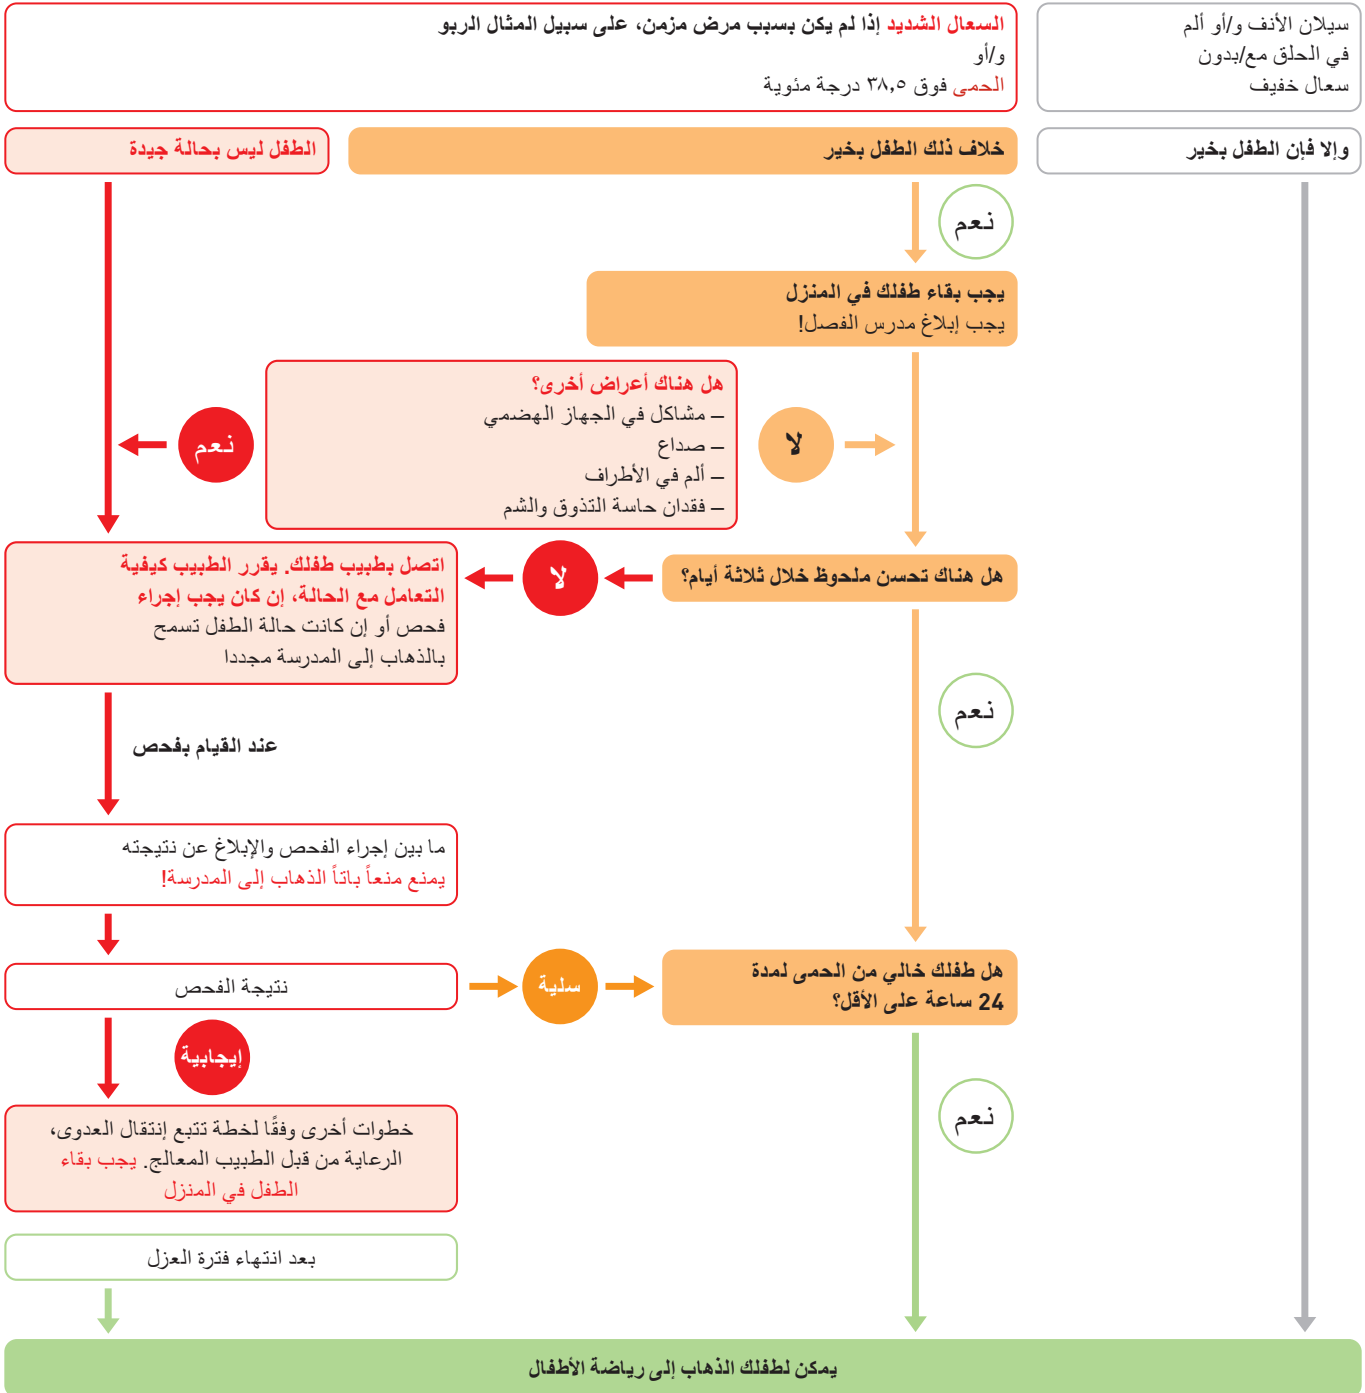 سيلان الأنف و/أو ألم
في الحلق مع/بدون
سعال خفيف
السعال الشديد إذا لم يكن بسبب مرض مزمن، على سبيل المثال الربو
و/أو
الحمى فوق ٣٨,٥ درجة مئوية
وإلا فإن الطفل بخير
خلاف ذلك الطفل بخير
الطفل ليس بحالة جيدة
نعم
يجب بقاء طفلك في المنزل
يجب إبلاغ مدرس الفصل!
هل هناك أعراض أخرى؟
– مشاكل في الجهاز الهضمي
– صداع
– ألم في الأطراف
– فقدان حاسة التذوق والشم
لا
نعم
هل هناك تحسن ملحوظ خلال ثلاثة أيام؟
لا
اتصل بطبيب طفلك. يقرر الطبيب كيفية
التعامل مع الحالة، إن كان يجب إجراء
فحص أو إن كانت حالة الطفل تسمح
بالذهاب إلى المدرسة مجددا
نعم
عند القيام بفحص
ما بين إجراء الفحص والإبلاغ عن نتيجته
يمنع منعاً باتاً الذهاب إلى المدرسة!
هل طفلك خالي من الحمى لمدة
24 ساعة على الأقل؟
سلبة
نتيجة الفحص
إيجابية
نعم
خطوات أخرى وفقًا لخطة تتبع إنتقال العدوى،
الرعاية من قبل الطبيب المعالج. يجب بقاء
الطفل في المنزل
بعد انتهاء فترة العزل
يمكن لطفلك الذهاب إلى رياضة الأطفال